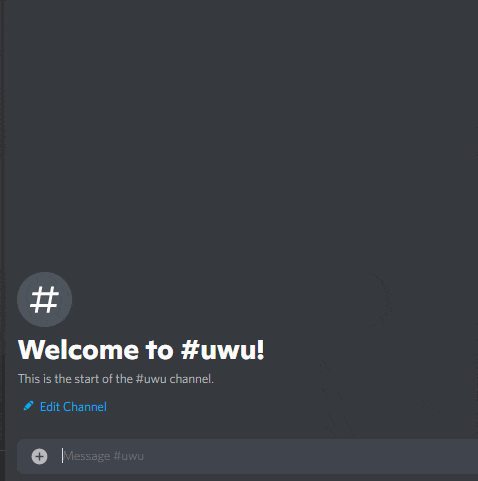 #
Welcome to #uwu!
This is the start of the #uwu channel.
Edit Channel
Message #uwu